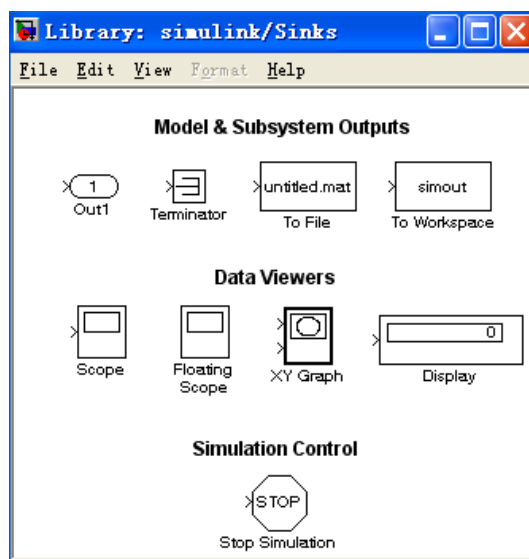 Library: simulink/Sinks
File Edit View Format Help
Model & Subsystem Outputs
1 untitled.mat simout
Out1 Terminator To File To Workspace
Data Viewers
0
Scope Floating Scope XY Graph Display
Simulation Control
STOP
Stop Simulation